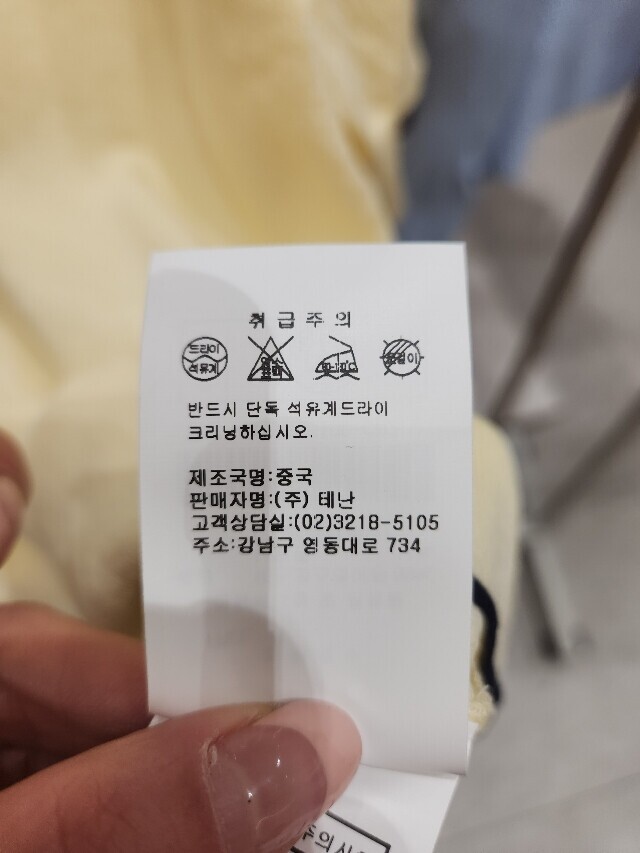 취급주의
드라이
석유계
반드시 단독 석유계드라이
크리닝하십시오.
제조국명:중국
판매자명:(주) 테난
고객상담실:(02)3218-5105
주소:강남구 영동대로 734
주의사